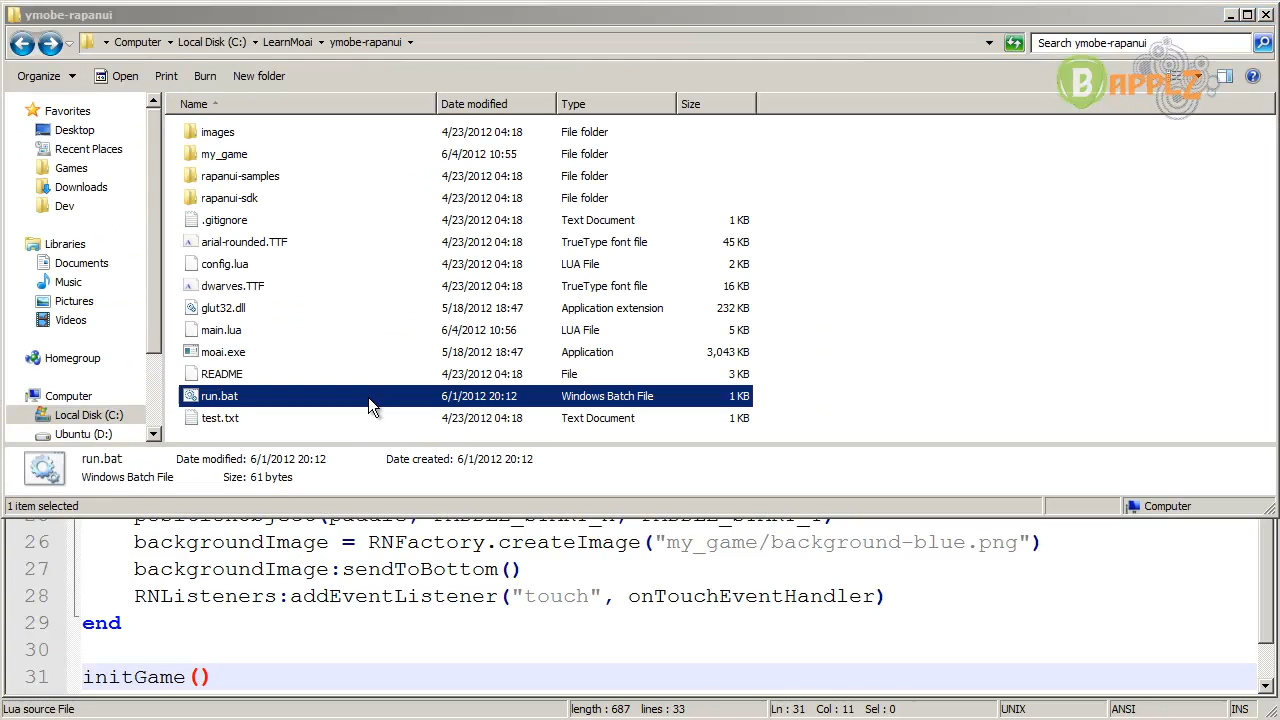 ymobe-rapanui
Computer Local Disk (C:) LearnMoai ymobe-rapanui
Search ymobe-rapanui
Organize Open Print Burn New folder
B APPLZ
Name Date modified Type Size
Favorites
Desktop
Recent Places
Games
Downloads
Dev
Libraries
Documents
Music
Pictures
Videos
Homegroup
Computer
Local Disk (C:)
Ubuntu (D:)
images 4/23/2012 04:18 File folder
my_game 6/4/2012 10:55 File folder
rapanui-samples 4/23/2012 04:18 File folder
rapanui-sdk 4/23/2012 04:18 File folder
.gitignore 4/23/2012 04:18 Text Document 1 KB
arial-rounded.TTF 4/23/2012 04:18 TrueType font file 45 KB
config.lua 4/23/2012 04:18 LUA File 2 KB
dwarves.TTF 4/23/2012 04:18 TrueType font file 16 KB
glut32.dll 5/18/2012 18:47 Application extension 232 KB
main.lua 6/4/2012 10:56 LUA File 5 KB
moai.exe 5/18/2012 18:47 Application 3,043 KB
README 4/23/2012 04:18 File 3 KB
run.bat 6/1/2012 20:12 Windows Batch File 1 KB
test.txt 4/23/2012 04:18 Text Document 1 KB
run.bat Date modified: 6/1/2012 20:12 Date created: 6/1/2012 20:12
Windows Batch File Size: 61 bytes
1 item selected Computer
26 backgroundImage = RNFactory.createImage("my_game/background-blue.png")
27 backgroundImage:sendToBottom()
28 RNListeners:addEventListener("touch", onTouchEventHandler)
29 end
30
31 initGame()
Lua source File length : 687 lines : 33 Ln : 31 Col : 11 Sel : 0 UNIX ANSI INS